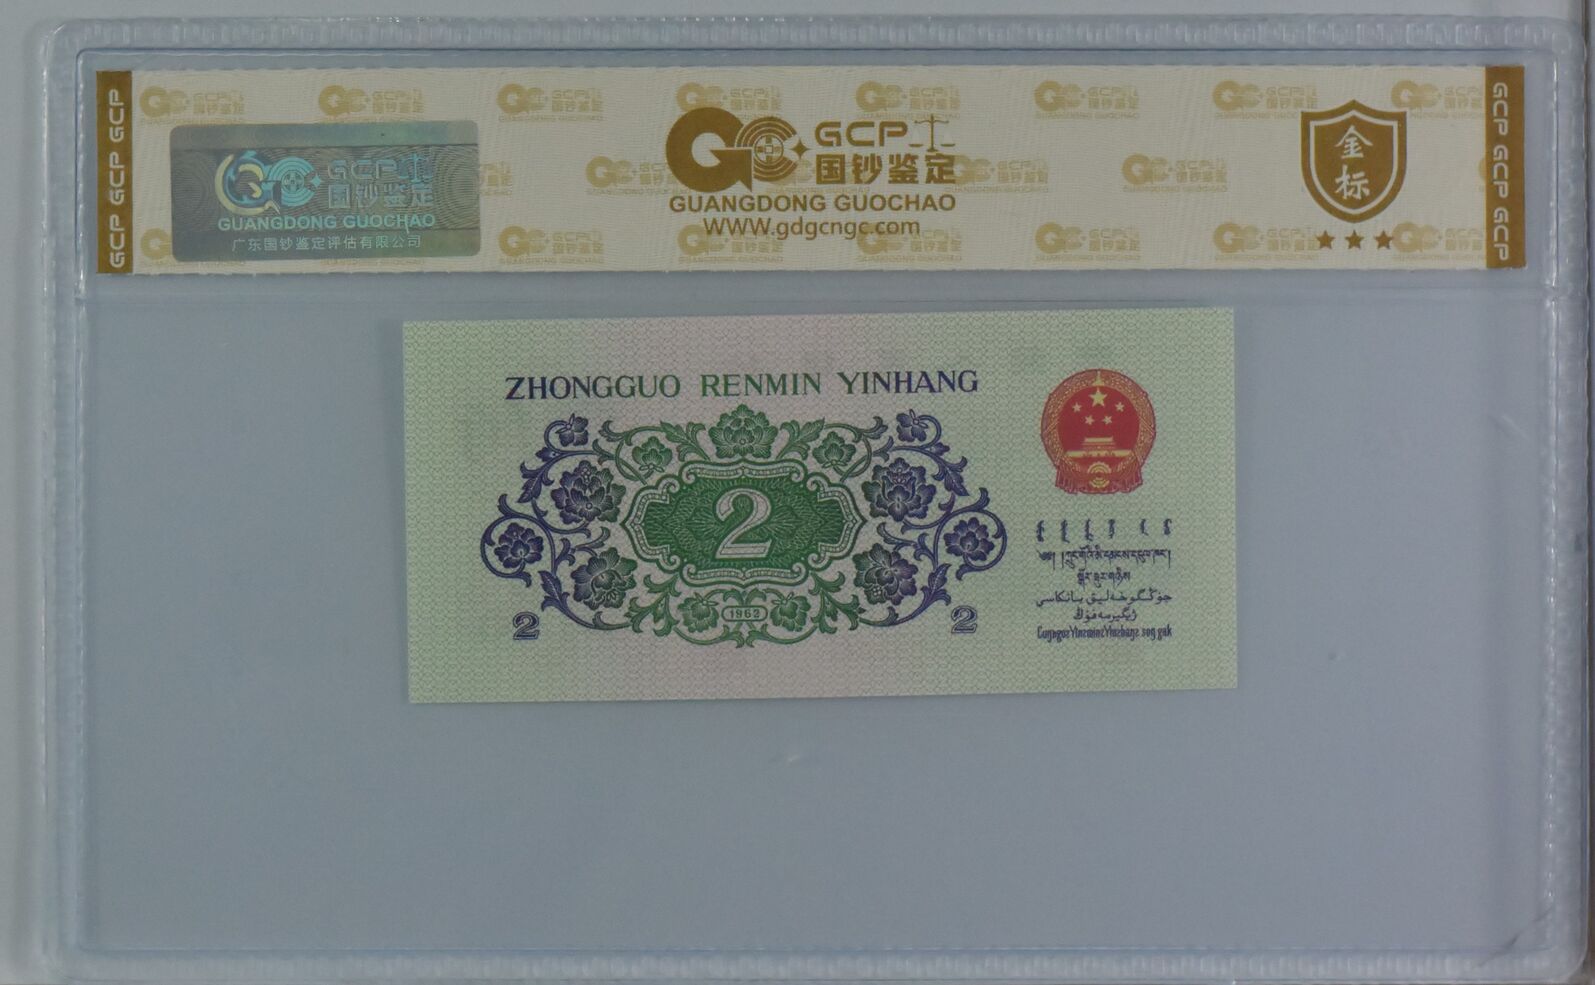 GCP GCP GCP
GCP
国钞鉴定
GUANGDONG GUOCHAO
广东国钞鉴定评估有限公司
GCP
国钞鉴定
GUANGDONG GUOCHAO
WWW.gdgcngc.com
金
标
GCP GCP GCP
ZHONGGUO RENMIN YINHANG
2
1962
2 2
جۇڭگوخەلىق بانكاسى